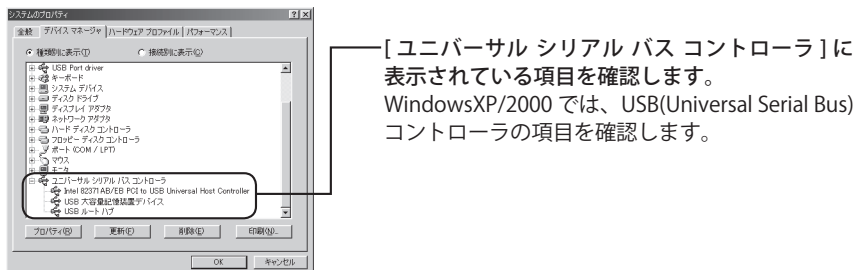 システムのプロパティ
全般 デバイス マネージャ ハードウェア プロファイル パフォーマンス
種類別に表示(T) 接続別に表示(C)
USB Port driver
キーボード
システム デバイス
ディスク ドライブ
ディスプレイ アダプタ
ネットワーク アダプタ
ハード ディスク コントローラ
フロッピー ディスク コントローラ
ポート (COM / LPT)
マウス
モニタ
ユニバーサル シリアル バス コントローラ
Intel 82371AB/EB PCI to USB Universal Host Controller
USB 大容量記憶装置デバイス
USB ルート ハブ
プロパティ(R) 更新(F) 削除(E) 印刷(N)...
OK キャンセル
[ ユニバーサル シリアル バス コントローラ ] に
表示されている項目を確認します。
WindowsXP/2000 では、USB(Universal Serial Bus)
コントローラの項目を確認します。